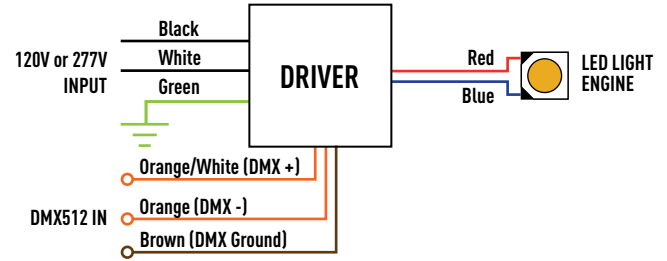 Black
120V or 277V
INPUT
White
Green
DRIVER
Red
Blue
LED LIGHT
ENGINE
Orange/White (DMX +)
DMX512 IN
Orange (DMX -)
Brown (DMX Ground)